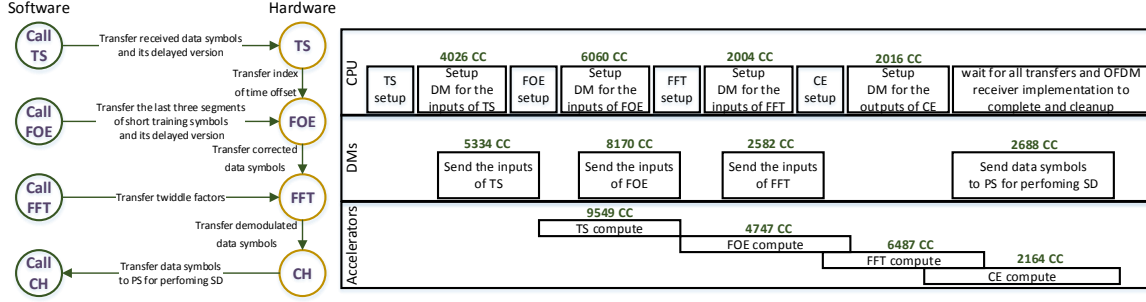 Software
Hardware
Call
TS
Transfer received data symbols
and its delayed version
TS
Transfer index
of time offset
Call
FOE
Transfer the last three segments
of short training symbols
and its delayed version
FOE
Transfer corrected
data symbols
Call
FFT
Transfer twiddle factors
FFT
Transfer demodulated
data symbols
Call
CH
Transfer data symbols
to PS for perfoming SD
CH
CPU
TS
setup
4026 CC
Setup
DM for the
inputs of TS
FOE
setup
6060 CC
Setup
DM for the
inputs of FOE
FFT
setup
2004 CC
Setup
DM for the
inputs of FFT
CE
setup
2016 CC
Setup
DM for the
outputs of CE
wait for all transfers and OFDM
receiver implementation to
complete and cleanup
DMs
5334 CC
Send the inputs
of TS
8170 CC
Send the inputs
of FOE
2582 CC
Send the inputs
of FFT
2688 CC
Send data symbols
to PS for perfoming SD
Accelerators
9549 CC
TS compute
4747 CC
FOE compute
6487 CC
FFT compute
2164 CC
CE compute